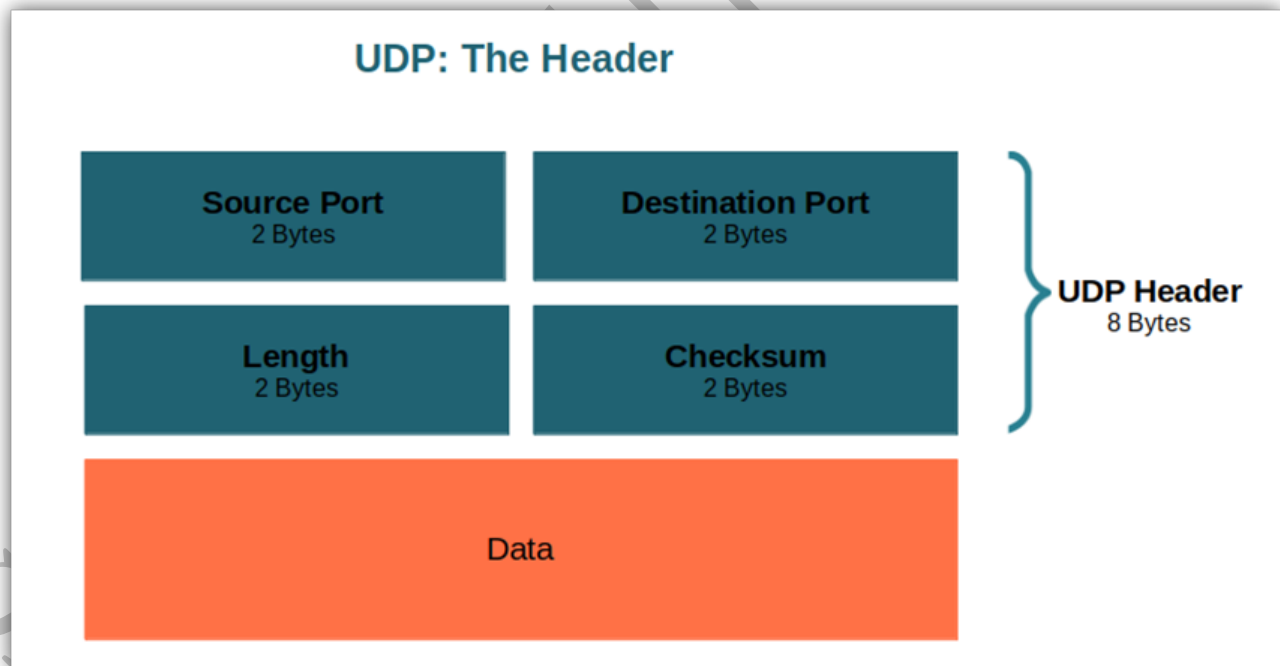 UDP: The Header
Source Port
2 Bytes
Destination Port
2 Bytes
Length
2 Bytes
Checksum
2 Bytes
UDP Header
8 Bytes
Data